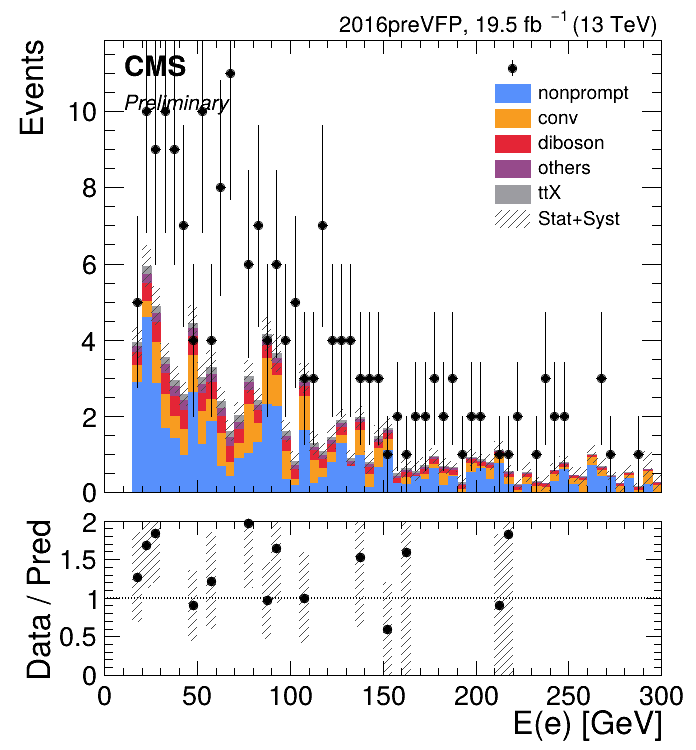 2016preVFP, 19.5 fb ⁻¹ (13 TeV)
CMS
Preliminary
nonprompt
conv
diboson
others
ttX
Stat+Syst
Events
10
8
6
4
2
0
Data / Pred
2
1.5
1
0.5
0
0 50 100 150 200 250 300
E(e) [GeV]